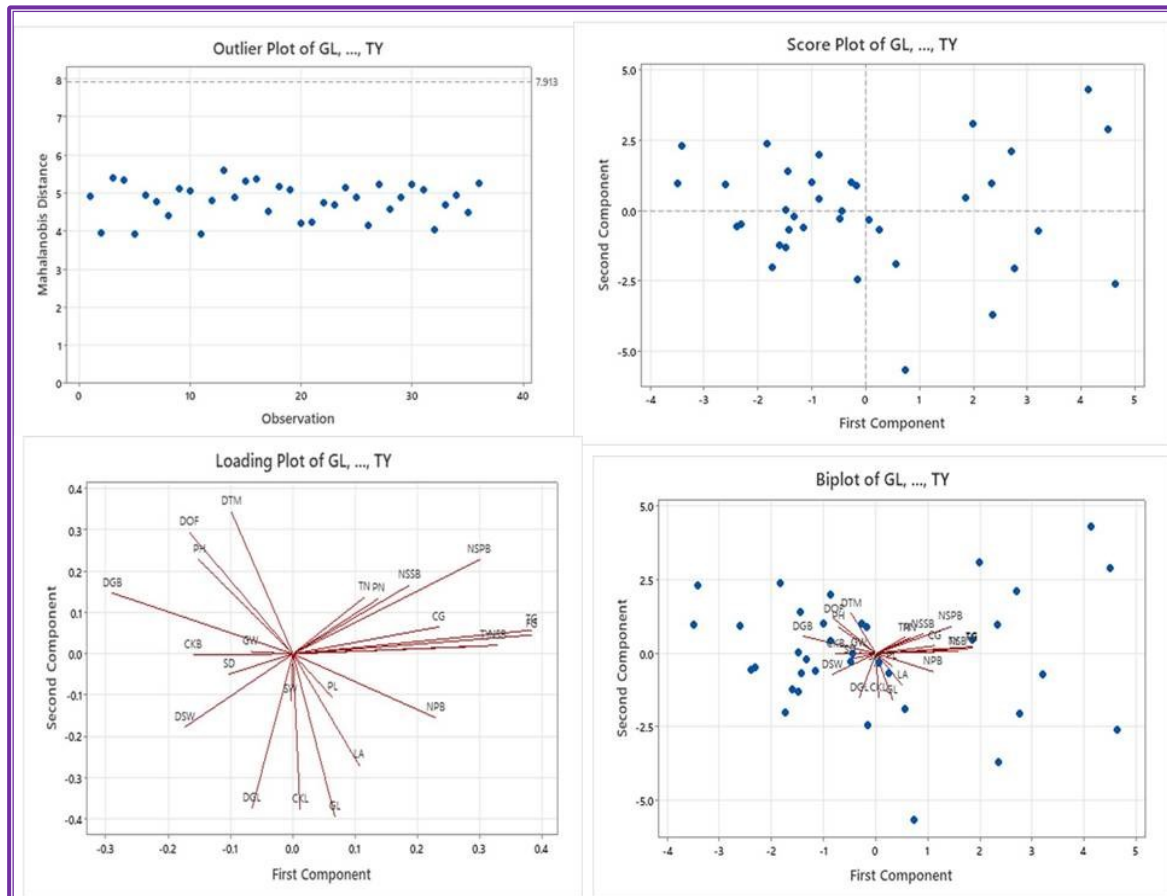 Outlier Plot of GL, ..., TY
8
7
6
5
4
3
2
1
0
7.913
Mahalanobis Distance
0
10
20
30
40
Observation
Score Plot of GL, ..., TY
5.0
2.5
0.0
-2.5
-5.0
Second Component
-4
-3
-2
-1
0
1
2
3
4
5
First Component
Loading Plot of GL, ..., TY
0.4
0.3
0.2
0.1
0.0
-0.1
-0.2
-0.3
-0.4
Second Component
DTM
DOF
PH
DGB
NSPB
NSSB
TN
PN
CG
CKB
GW
SD
SW
PL
DSW
NPB
LA
DGL
CKL
GL
-0.3
-0.2
-0.1
0.0
0.1
0.2
0.3
0.4
First Component
Biplot of GL, ..., TY
5.0
2.5
0.0
-2.5
-5.0
Second Component
DTM
DOF
PH
DGB
NSPB
NSSB
CG
CKB
DSW
NPB
LA
DGL
CKL
GL
-4
-3
-2
-1
0
1
2
3
4
5
First Component